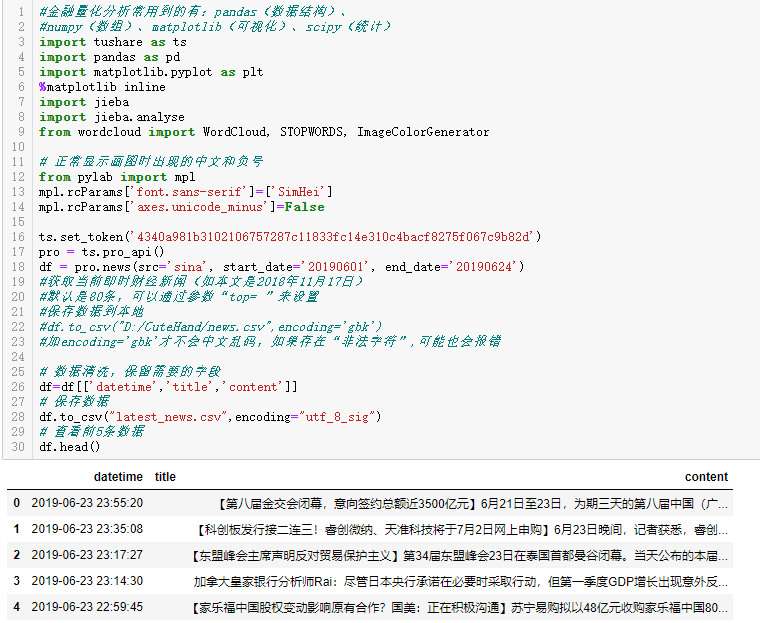 1 #金融量化分析常用到的有：pandas（数据结构）、
2 #numpy（数组）、matplotlib（可视化）、scipy（统计）
3 import tushare as ts
4 import pandas as pd
5 import matplotlib.pyplot as plt
6 %matplotlib inline
7 import jieba
8 import jieba.analyse
9 from wordcloud import WordCloud, STOPWORDS, ImageColorGenerator
10
11 # 正常显示画图时出现的中文和负号
12 from pylab import mpl
13 mpl.rcParams['font.sans-serif']=['SimHei']
14 mpl.rcParams['axes.unicode_minus']=False
15
16 ts.set_token('4340a981b3102106757287c11833fc14e310c4bacf8275f067c9b82d')
17 pro = ts.pro_api()
18 df = pro.news(src='sina', start_date='20190601', end_date='20190624')
19 #获取当前即时财经新闻（如本文是2018年11月17日）
20 #默认是80条，可以通过参数“top= ”来设置
21 #保存数据到本地
22 #df.to_csv("D:/CuteHand/news.csv",encoding='gbk')
23 #加encoding='gbk'才不会中文乱码，如果存在“非法字符”,可能也会报错
24
25 # 数据清洗，保留需要的字段
26 df=df[['datetime','title','content']]
27 # 保存数据
28 df.to_csv("latest_news.csv",encoding="utf_8_sig")
29 # 查看前5条数据
30 df.head()
datetime title content
0 2019-06-23 23:55:20 【第八届金交会闭幕，意向签约总额近3500亿元】6月21日至23日，为期三天的第八届中国（广...
1 2019-06-23 23:35:08 【科创板发行接二连三！睿创微纳、天准科技将于7月2日网上申购】6月23日晚间，记者获悉，睿创...
2 2019-06-23 23:17:27 【东盟峰会主席声明反对贸易保护主义】第34届东盟峰会23日在泰国首都曼谷闭幕。当天公布的本届...
3 2019-06-23 23:14:30 加拿大皇家银行分析师Rai：尽管日本央行承诺在必要时采取行动，但第一季度GDP增长出现意外反...
4 2019-06-23 22:59:45 【家乐福中国股权变动影响原有合作？国美：正在积极沟通】苏宁易购拟以48亿元收购家乐福中国80...